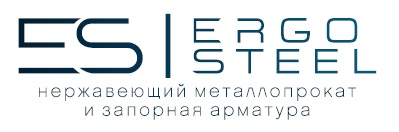 ES | ERGO
STEEL
нержавеющий металлопрокат
и запорная арматура